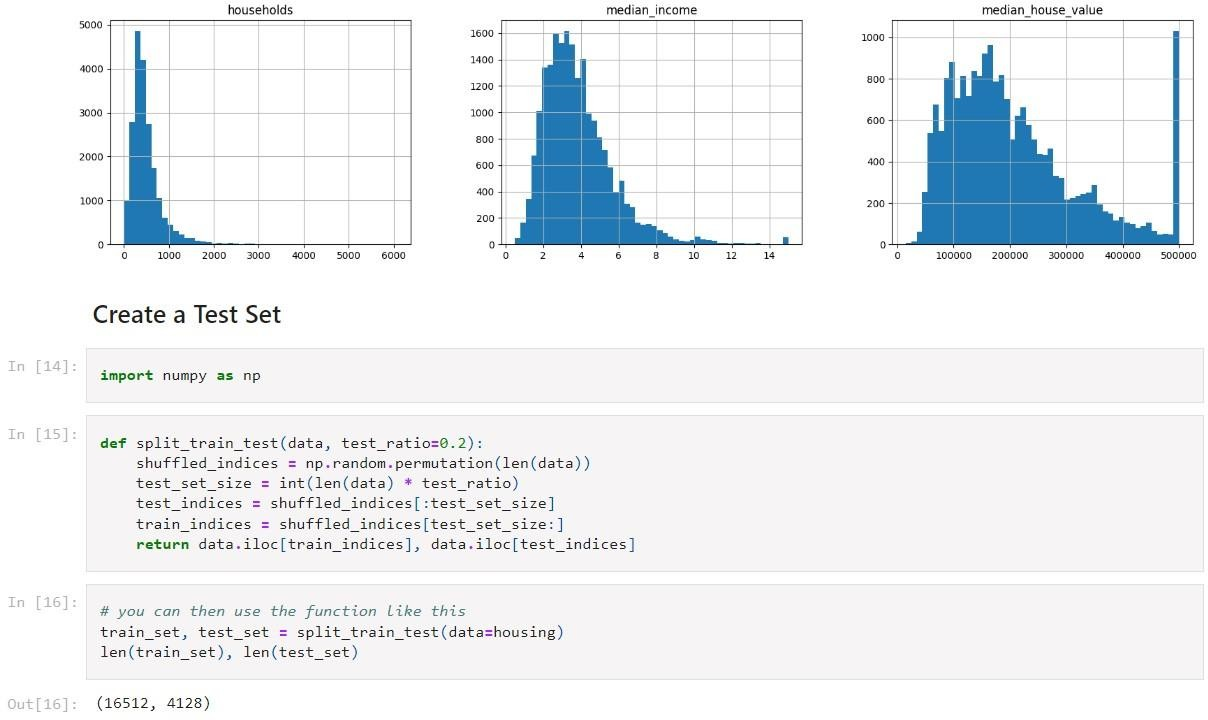 households
median_income
median_house_value
5000
4000
3000
2000
1000
0
0 1000 2000 3000 4000 5000 6000
1600
1400
1200
1000
800
600
400
200
0
0 2 4 6 8 10 12 14
1000
800
600
400
200
0
0 100000 200000 300000 400000 500000
Create a Test Set
In [14]:
import numpy as np
In [15]:
def split_train_test(data, test_ratio=0.2):
    shuffled_indices = np.random.permutation(len(data))
    test_set_size = int(len(data) * test_ratio)
    test_indices = shuffled_indices[:test_set_size]
    train_indices = shuffled_indices[test_set_size:]
    return data.iloc[train_indices], data.iloc[test_indices]
In [16]:
# you can then use the function like this
train_set, test_set = split_train_test(data=housing)
len(train_set), len(test_set)
Out[16]: (16512, 4128)